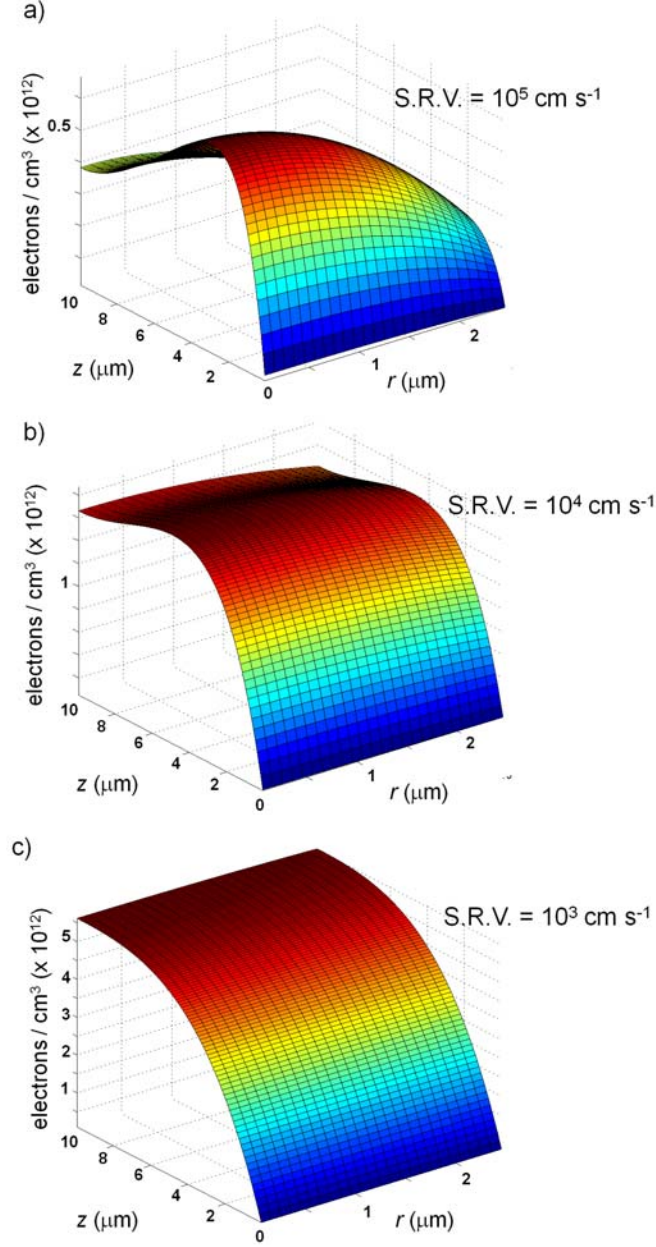 a)
S.R.V. = 10⁵ cm s⁻¹
electrons / cm³ (x 10¹²)
0.5
10
8
6
4
2
0
1
2
z (μm)
r (μm)
b)
S.R.V. = 10⁴ cm s⁻¹
electrons / cm³ (x 10¹²)
1
10
8
6
4
2
0
1
2
z (μm)
r (μm)
c)
S.R.V. = 10³ cm s⁻¹
electrons / cm³ (x 10¹²)
5
4
3
2
1
10
8
6
4
2
0
1
2
z (μm)
r (μm)